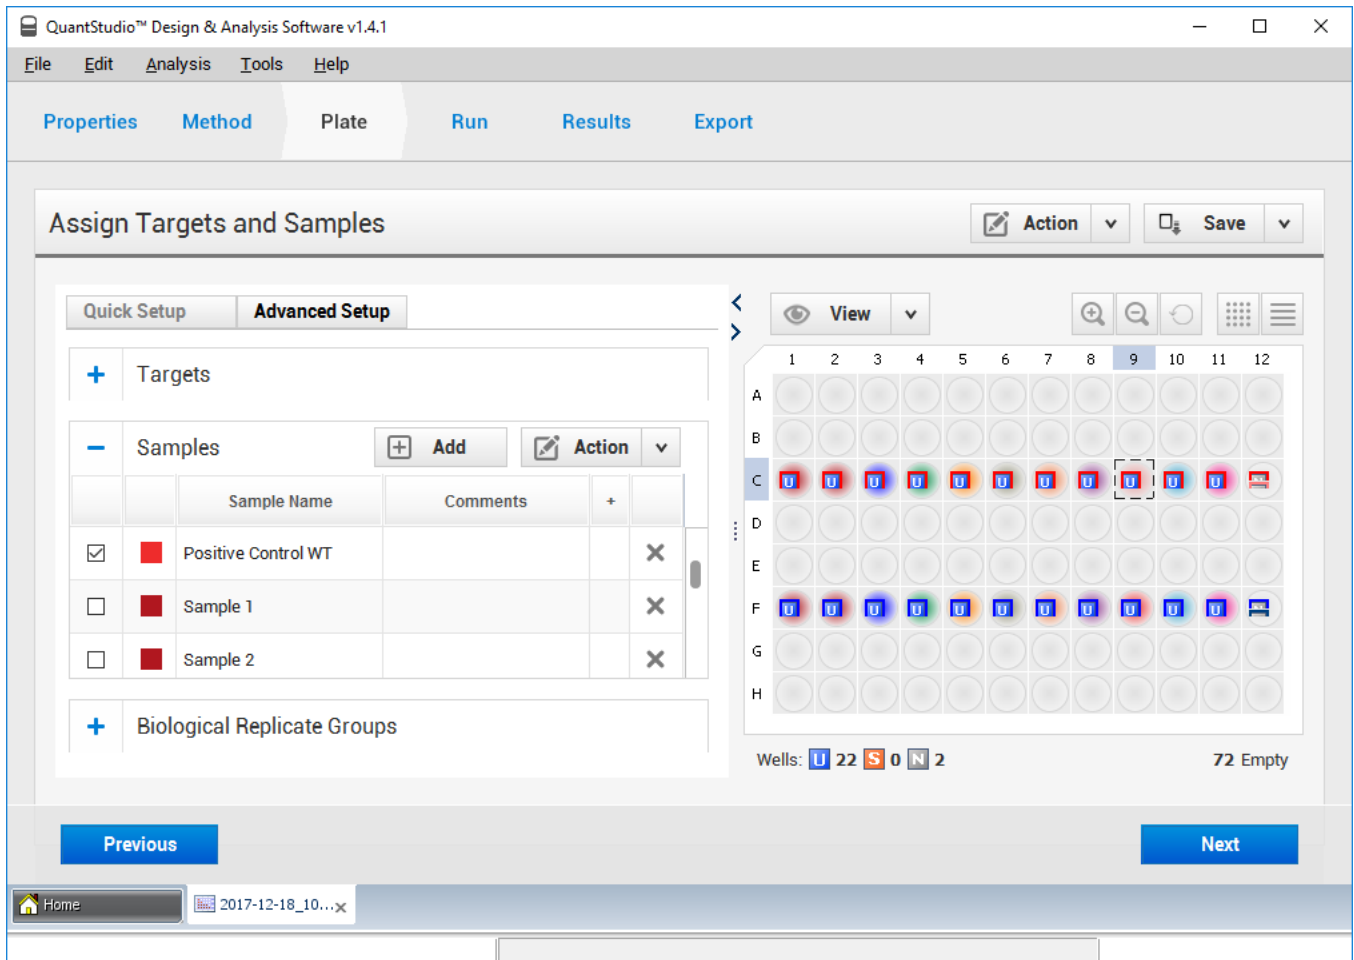 QuantStudio™ Design & Analysis Software v1.4.1
File Edit Analysis Tools Help
Properties Method Plate Run Results Export
Assign Targets and Samples
Action Save
Quick Setup Advanced Setup
View
Targets
Samples Add Action
Sample Name Comments +
Positive Control WT
Sample 1
Sample 2
Biological Replicate Groups
1 2 3 4 5 6 7 8 9 10 11 12
A
B
C U U U U U U U U U U U
D
E
F U U U U U U U U U U U
G
H
Wells: U 22 S 0 N 2 72 Empty
Previous Next
Home 2017-12-18_10...